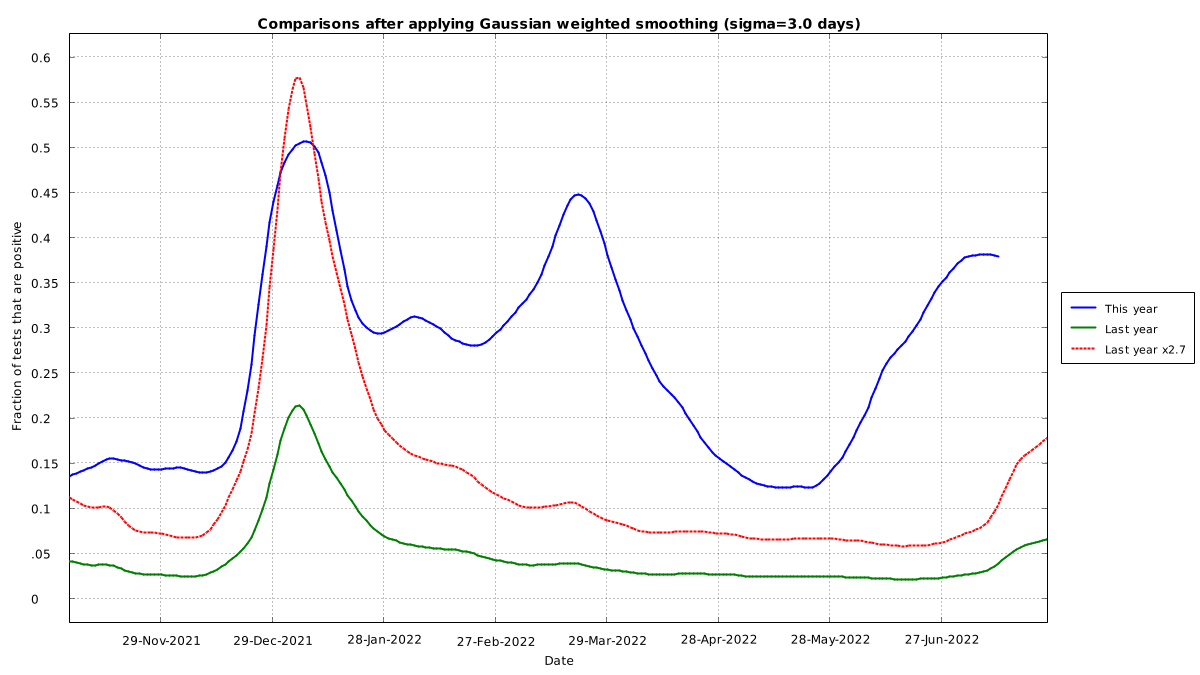 Comparisons after applying Gaussian weighted smoothing (sigma=3.0 days)
0.6
0.55
0.5
0.45
0.4
0.35
0.3
0.25
0.2
0.15
0.1
.05
0
Fraction of tests that are positive
29-Nov-2021 29-Dec-2021 28-Jan-2022 27-Feb-2022 29-Mar-2022 28-Apr-2022 28-May-2022 27-Jun-2022
Date
This year
Last year
Last year x2.7